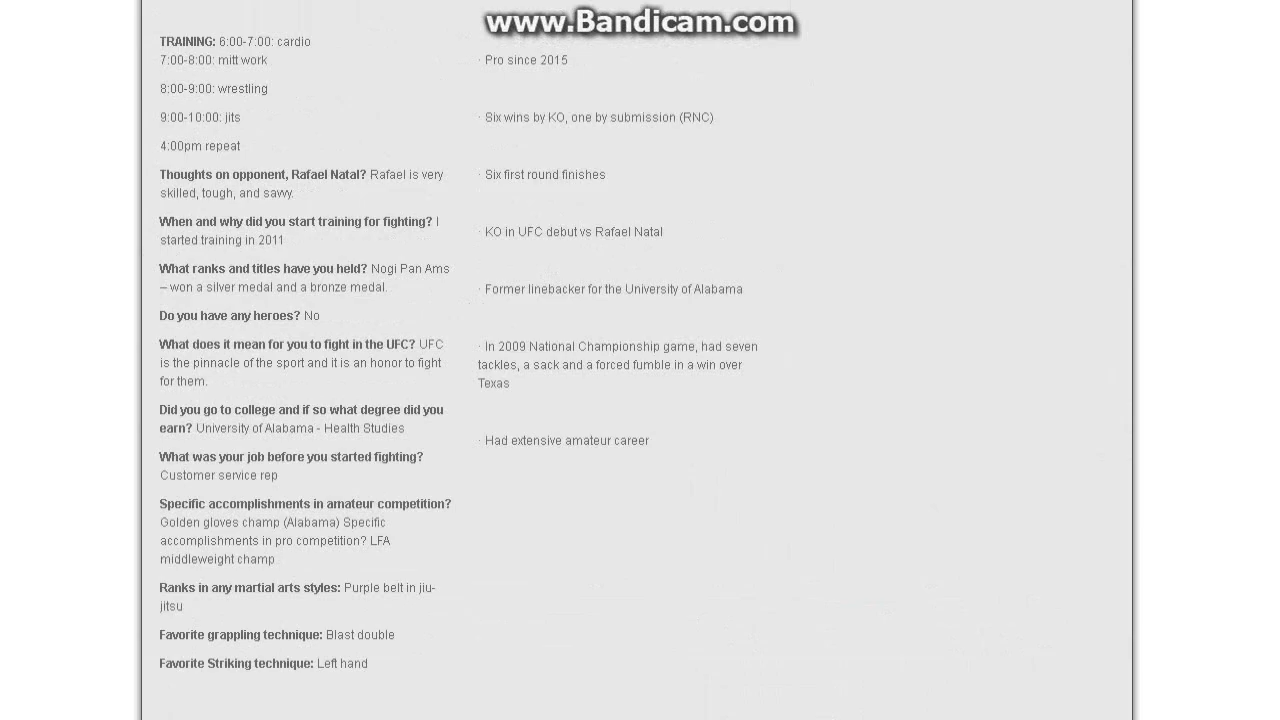 www.Bandicam.com
TRAINING: 6:00-7:00: cardio
7:00-8:00: mitt work
8:00-9:00: wrestling
9:00-10:00: jits
4:00pm repeat
Thoughts on opponent, Rafael Natal? Rafael is very
skilled, tough, and savvy.
When and why did you start training for fighting? I
started training in 2011
What ranks and titles have you held? Nogi Pan Ams
– won a silver medal and a bronze medal.
Do you have any heroes? No
What does it mean for you to fight in the UFC? UFC
is the pinnacle of the sport and it is an honor to fight
for them.
Did you go to college and if so what degree did you
earn? University of Alabama - Health Studies
What was your job before you started fighting?
Customer service rep
Specific accomplishments in amateur competition?
Golden gloves champ (Alabama) Specific
accomplishments in pro competition? LFA
middleweight champ
Ranks in any martial arts styles: Purple belt in jiu-
jitsu
Favorite grappling technique: Blast double
Favorite Striking technique: Left hand
· Pro since 2015
· Six wins by KO, one by submission (RNC)
· Six first round finishes
· KO in UFC debut vs Rafael Natal
· Former linebacker for the University of Alabama
· In 2009 National Championship game, had seven
tackles, a sack and a forced fumble in a win over
Texas
· Had extensive amateur career